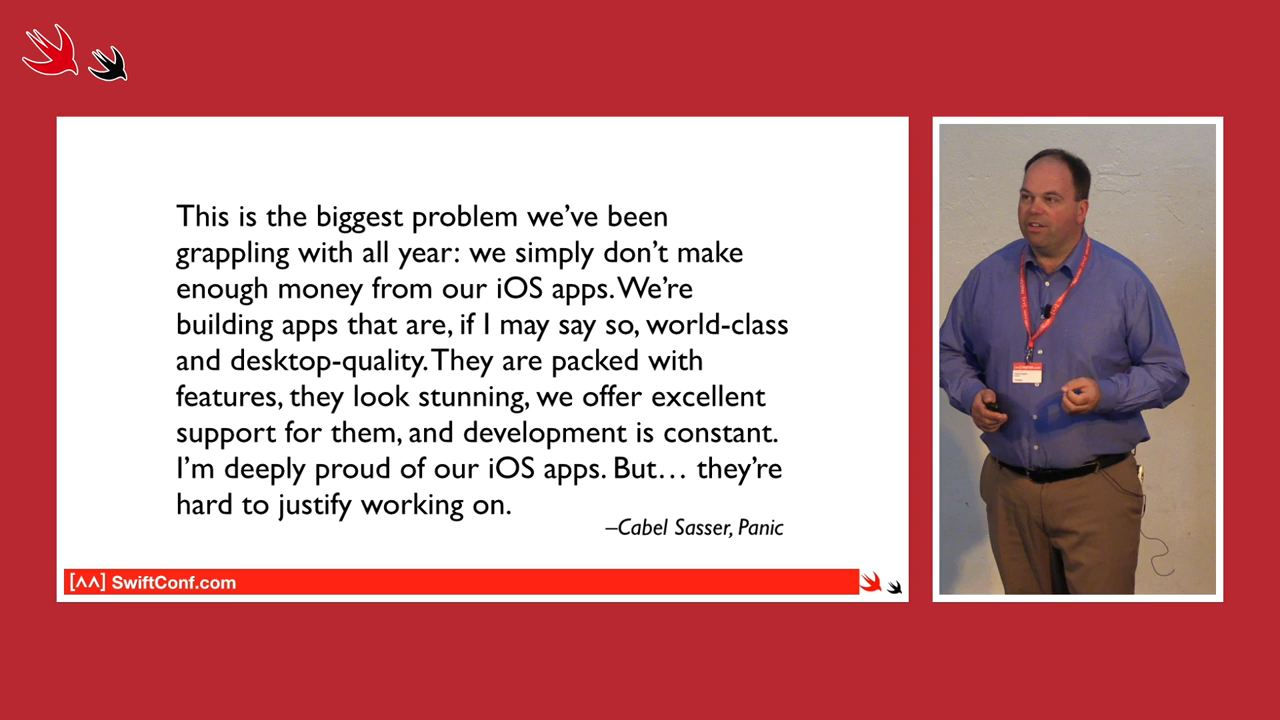 This is the biggest problem we’ve been
grappling with all year: we simply don’t make
enough money from our iOS apps. We’re
building apps that are, if I may say so, world-class
and desktop-quality. They are packed with
features, they look stunning, we offer excellent
support for them, and development is constant.
I’m deeply proud of our iOS apps. But… they’re
hard to justify working on.
–Cabel Sasser, Panic
[^^] SwiftConf.com